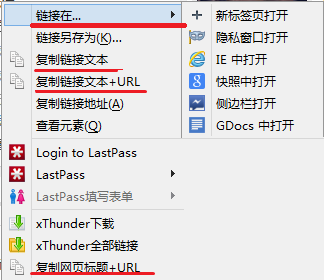 链接在...
链接另存为(K)...
复制链接文本
复制链接文本+URL
复制链接地址(A)
查看元素(Q)
Login to LastPass
LastPass
LastPass填写表单
xThunder下载
xThunder全部链接
复制网页标题+URL
新标签页打开
隐私窗口打开
IE 中打开
快照中打开
侧边栏打开
GDocs 中打开